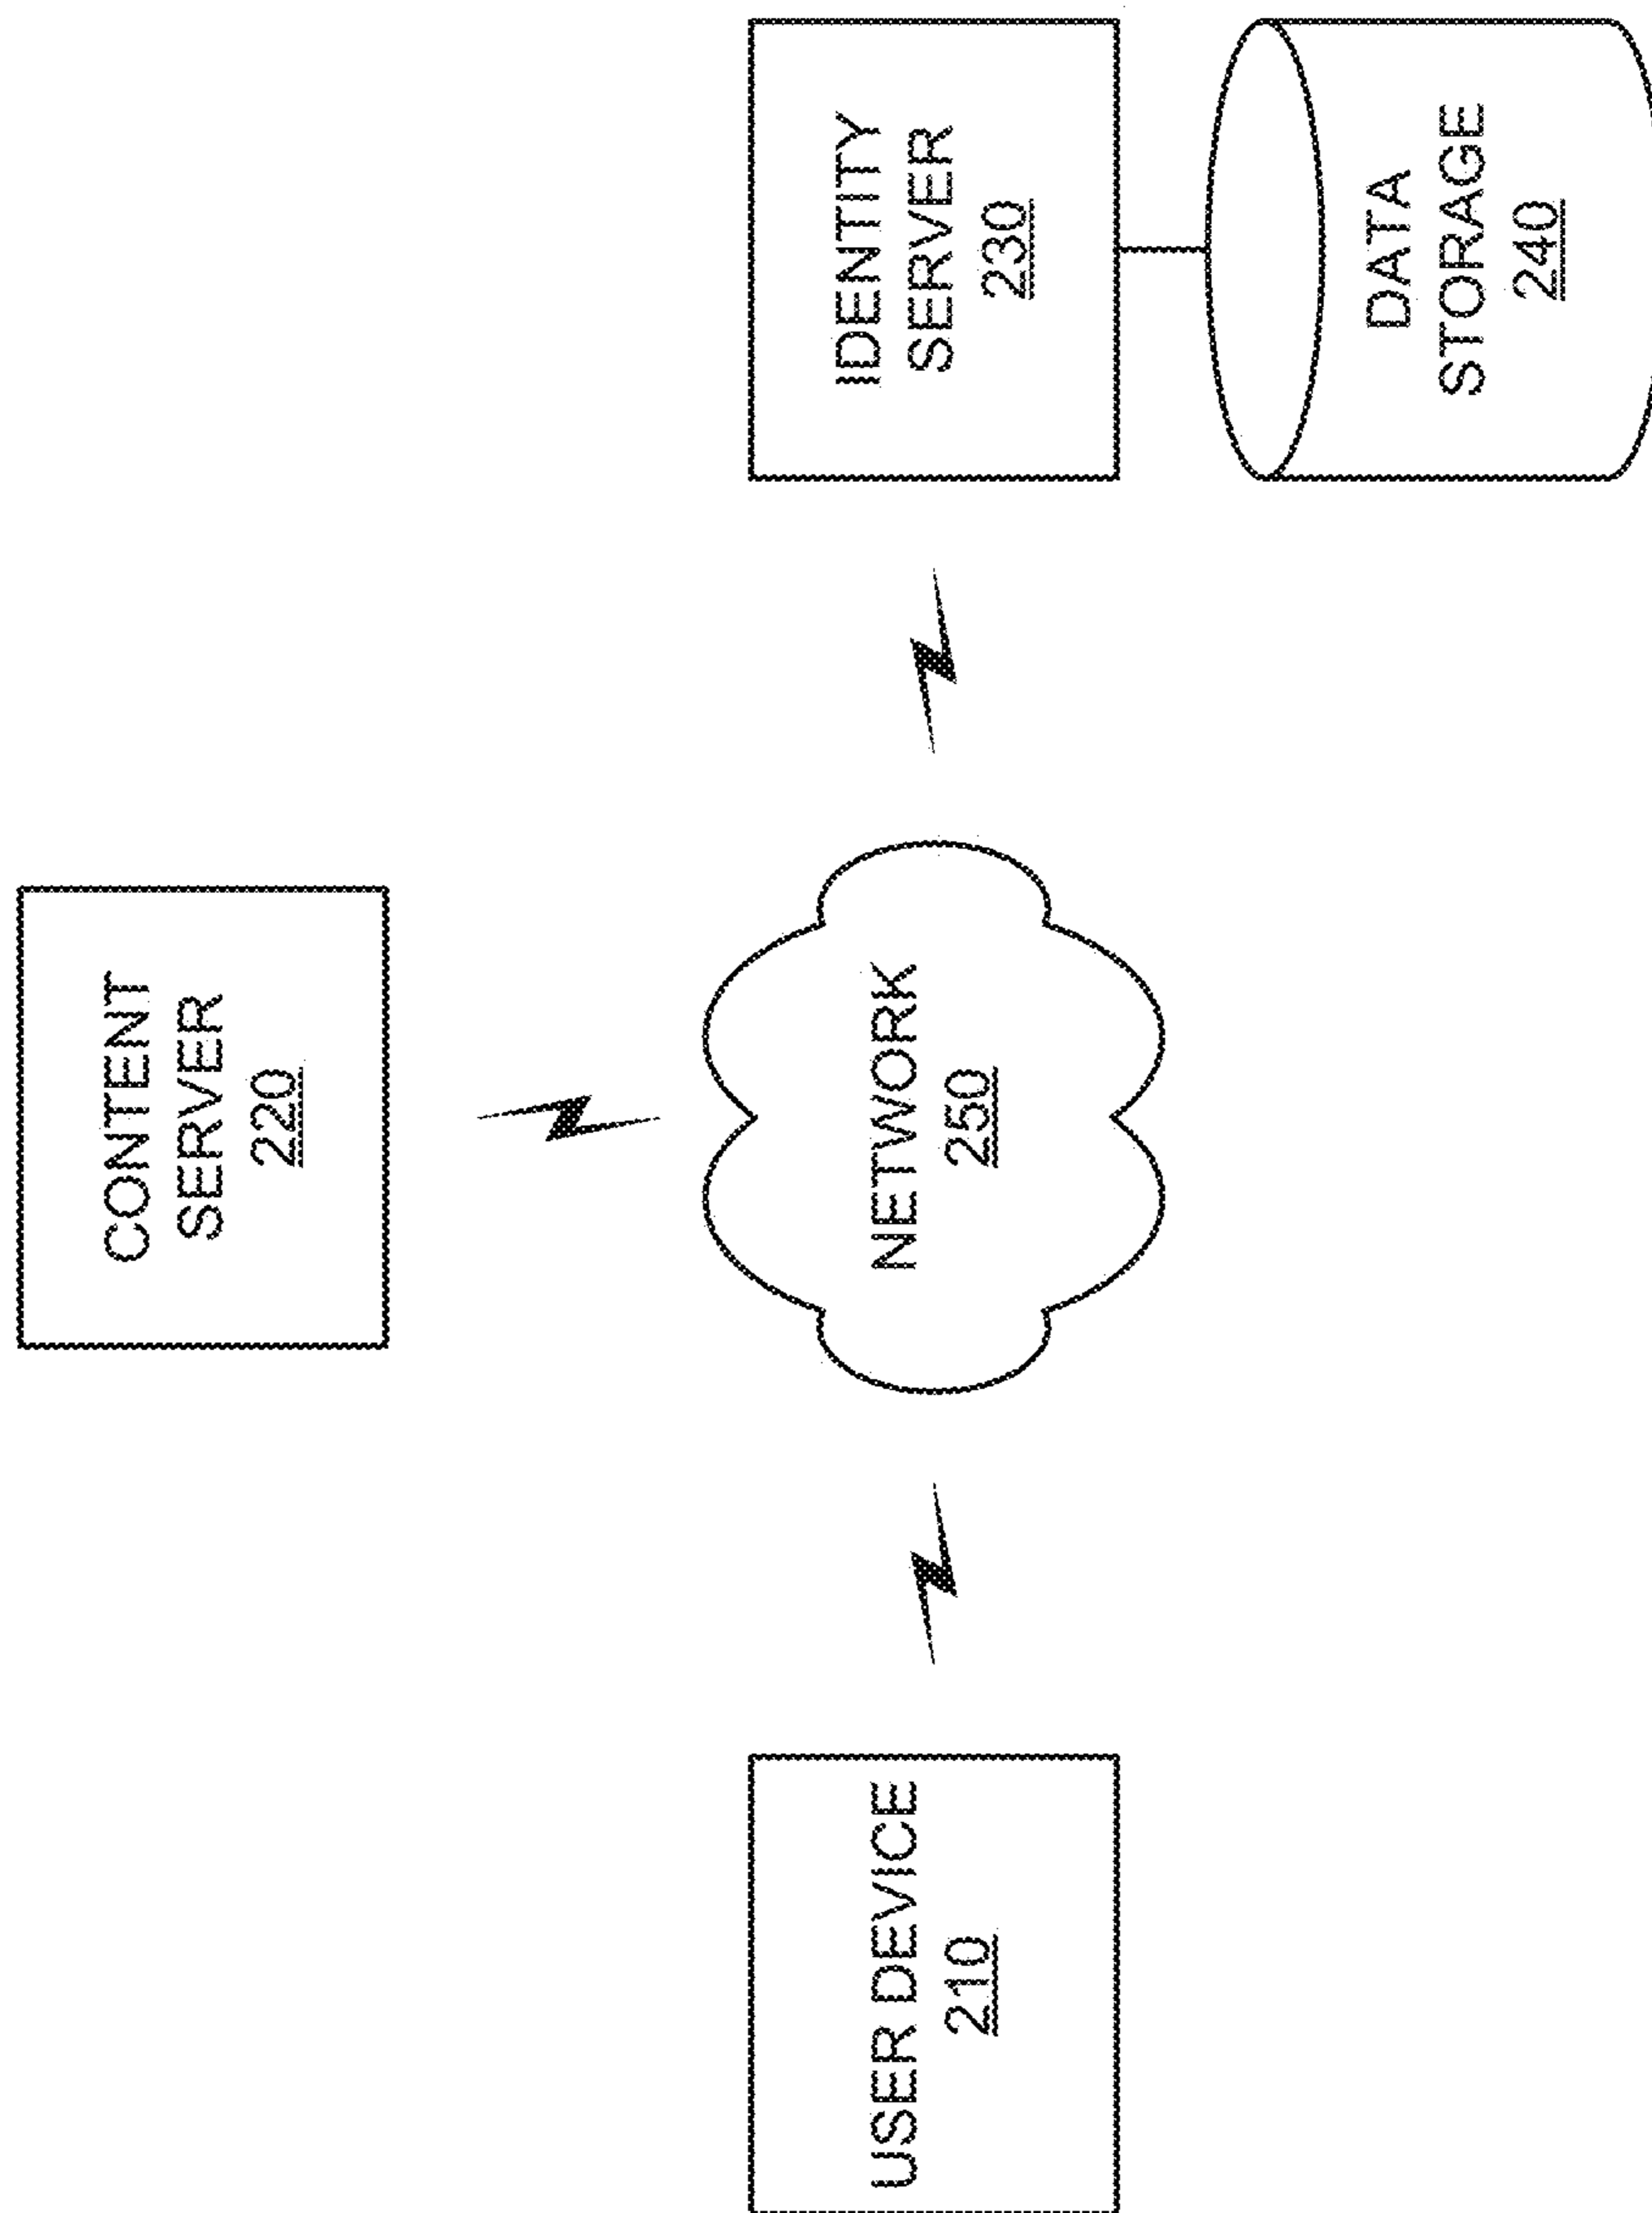 CONTENT
SERVER
220
USER DEVICE
210
NETWORK
250
IDENTITY
SERVER
230
DATA
STORAGE
240